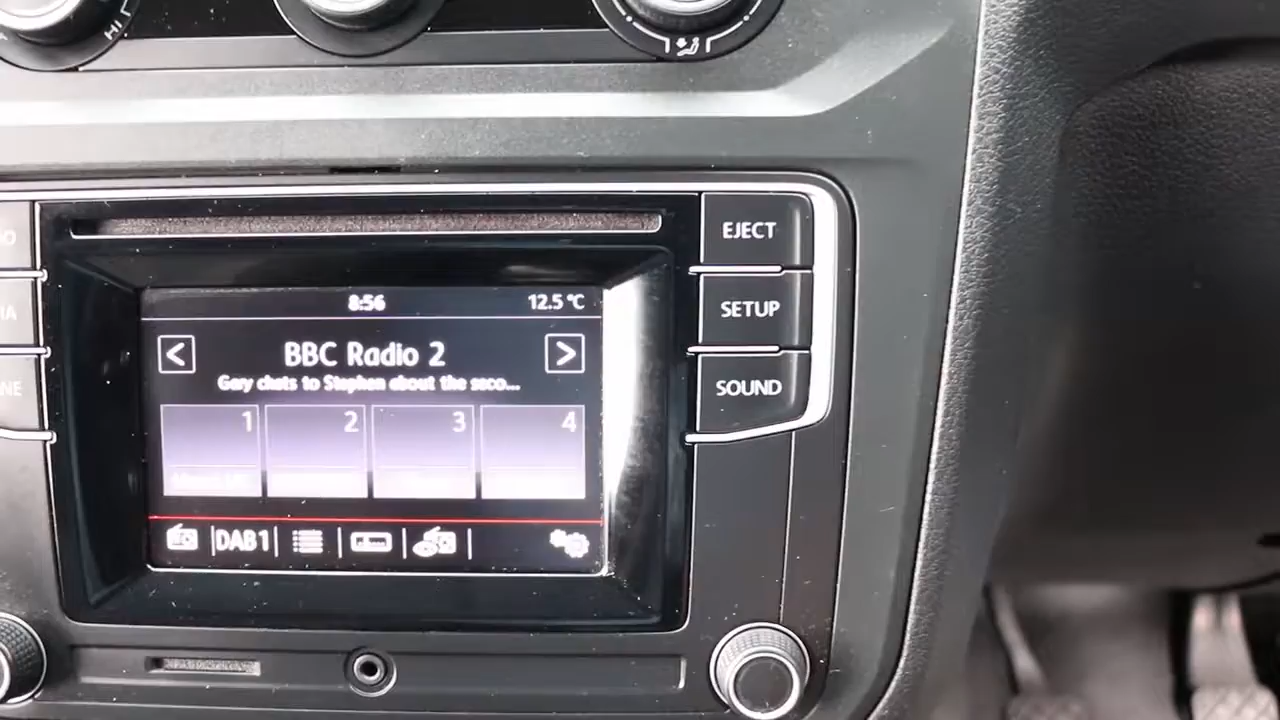 HI
EJECT
8:56 12.5 °C
SETUP
< BBC Radio 2 >
Gary chats to Stephen about the seco...
SOUND
1 2 3 4
DAB1